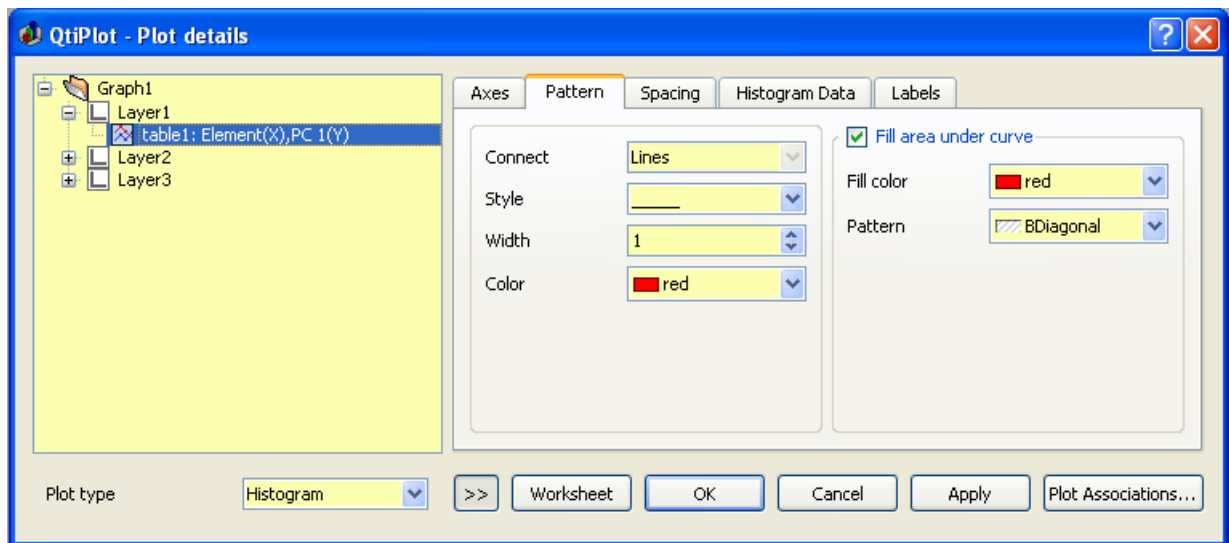 QtiPlot - Plot details
Graph1
Layer1
table1: Element(X),PC 1(Y)
Layer2
Layer3
Axes Pattern Spacing Histogram Data Labels
Connect Lines
Style
Width 1
Color red
Fill area under curve
Fill color red
Pattern BDiagonal
Plot type Histogram >> Worksheet OK Cancel Apply Plot Associations...